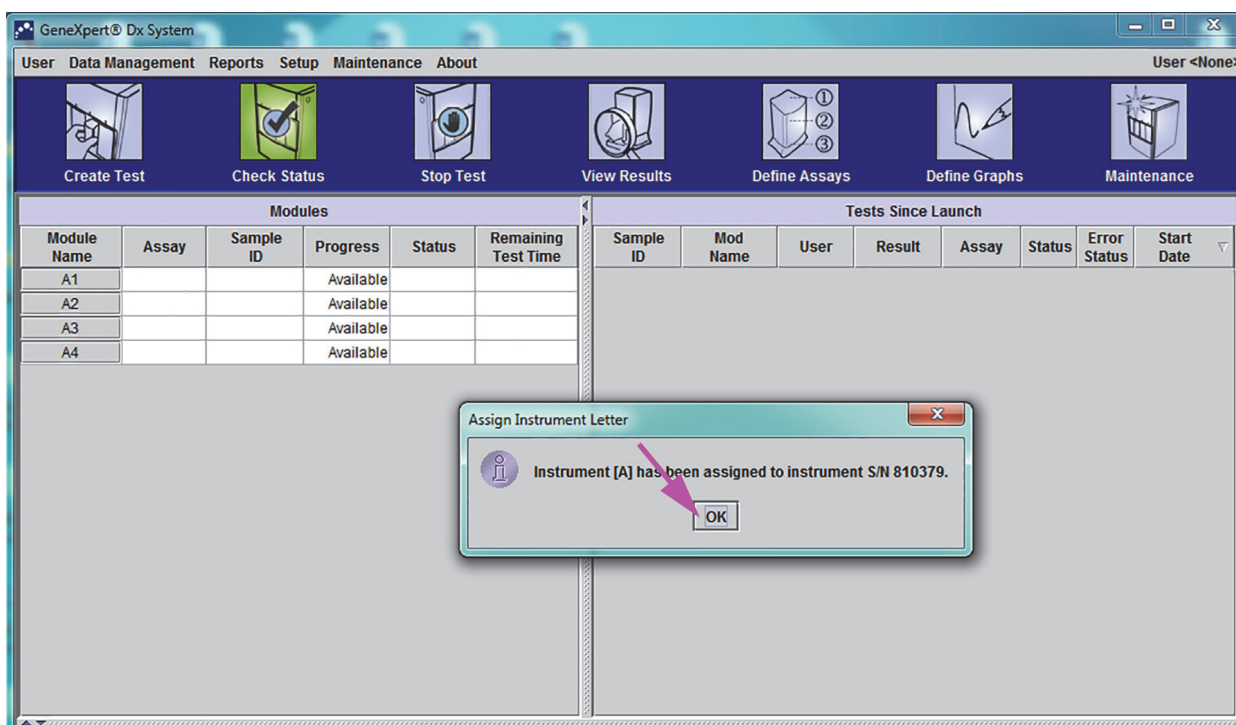 GeneXpert® Dx System
User Data Management Reports Setup Maintenance About User <None>
Create Test Check Status Stop Test View Results Define Assays Define Graphs Maintenance
① 
② 
③
Modules Tests Since Launch
Module Name Assay Sample ID Progress Status Remaining Test Time Sample ID Mod Name User Result Assay Status Error Status Start Date
A1 Available
A2 Available
A3 Available
A4 Available
Assign Instrument Letter
Instrument [A] has been assigned to instrument S/N 810379.
OK